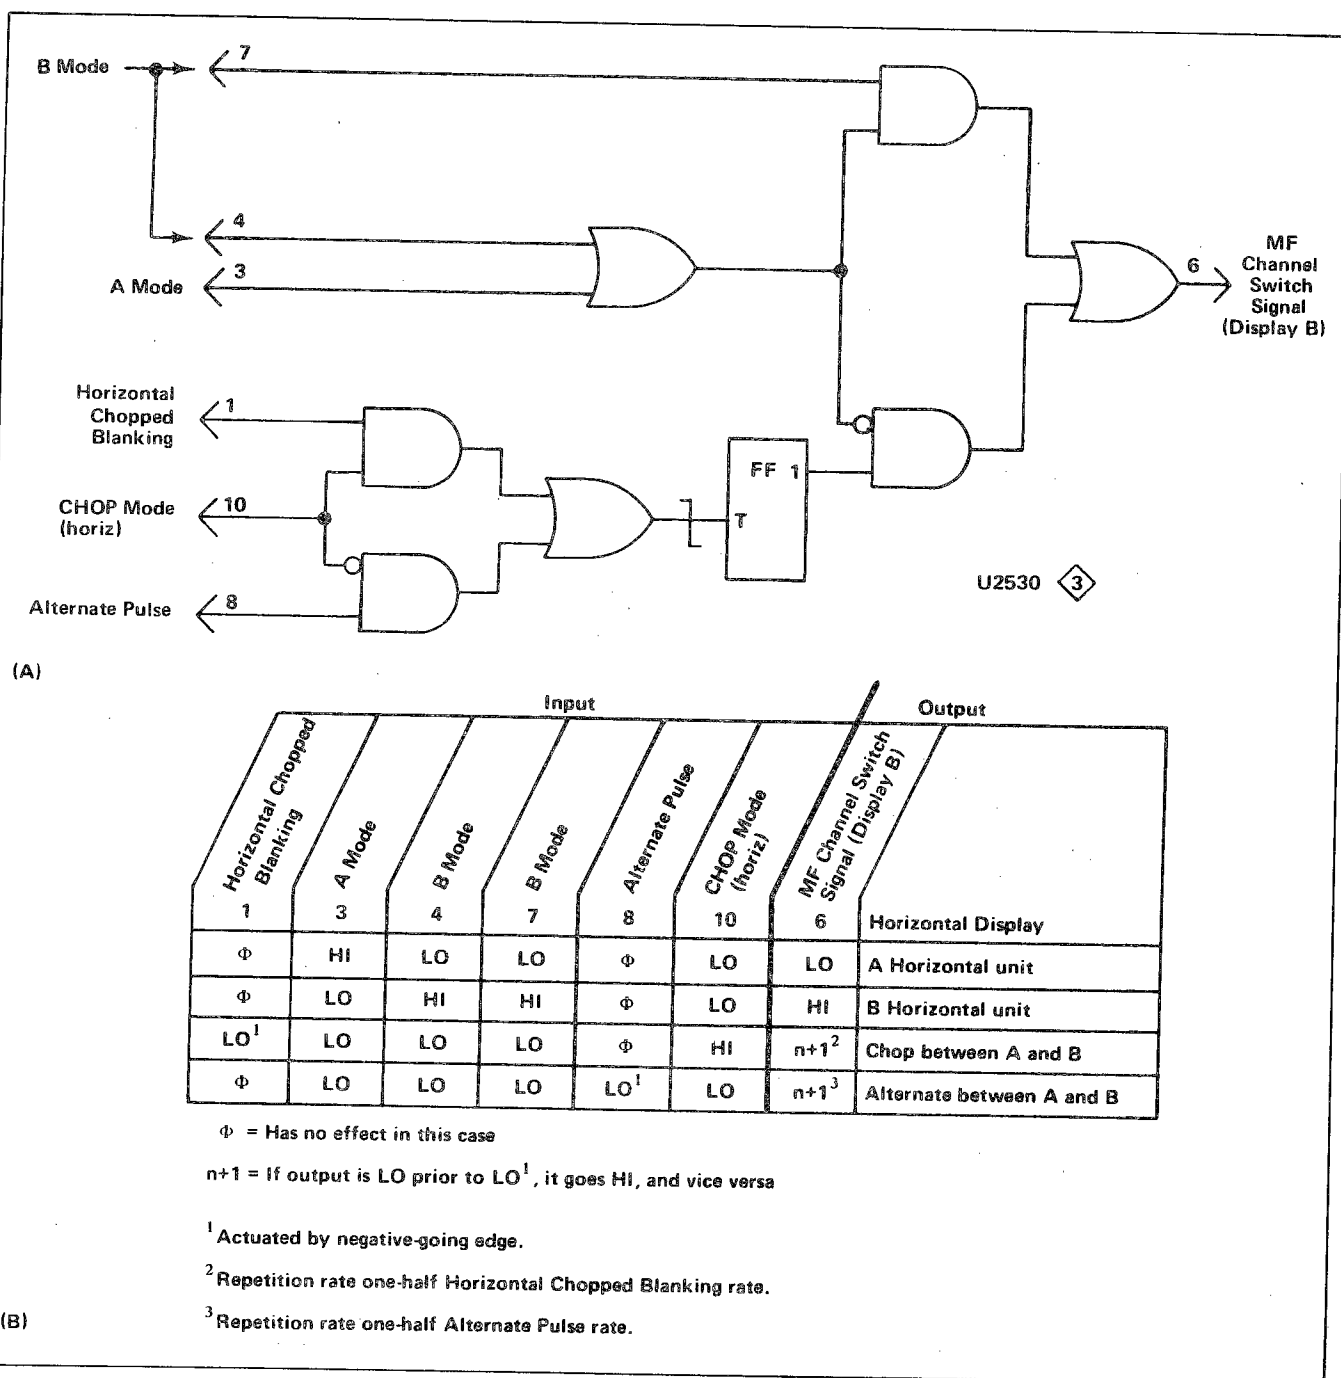 B Mode
7
4
A Mode
3
6
MF
Channel
Switch
Signal
(Display B)
Horizontal
Chopped
Blanking
1
CHOP Mode
(horiz)
10
FF 1
T
Alternate Pulse
8
U2530 3
(A)
Input
Output
Horizontal Chopped
Blanking
A Mode
B Mode
B Mode
Alternate Pulse
CHOP Mode
(horiz)
MF Channel Switch
Signal (Display B)
1 3 4 7 8 10 6 Horizontal Display
Φ HI LO LO Φ LO LO A Horizontal unit
Φ LO HI HI Φ LO HI B Horizontal unit
LO¹ LO LO LO Φ HI n+1² Chop between A and B
Φ LO LO LO LO¹ LO n+1³ Alternate between A and B
Φ = Has no effect in this case
n+1 = If output is LO prior to LO¹, it goes HI, and vice versa
¹Actuated by negative-going edge.
²Repetition rate one-half Horizontal Chopped Blanking rate.
³Repetition rate one-half Alternate Pulse rate.
(B)